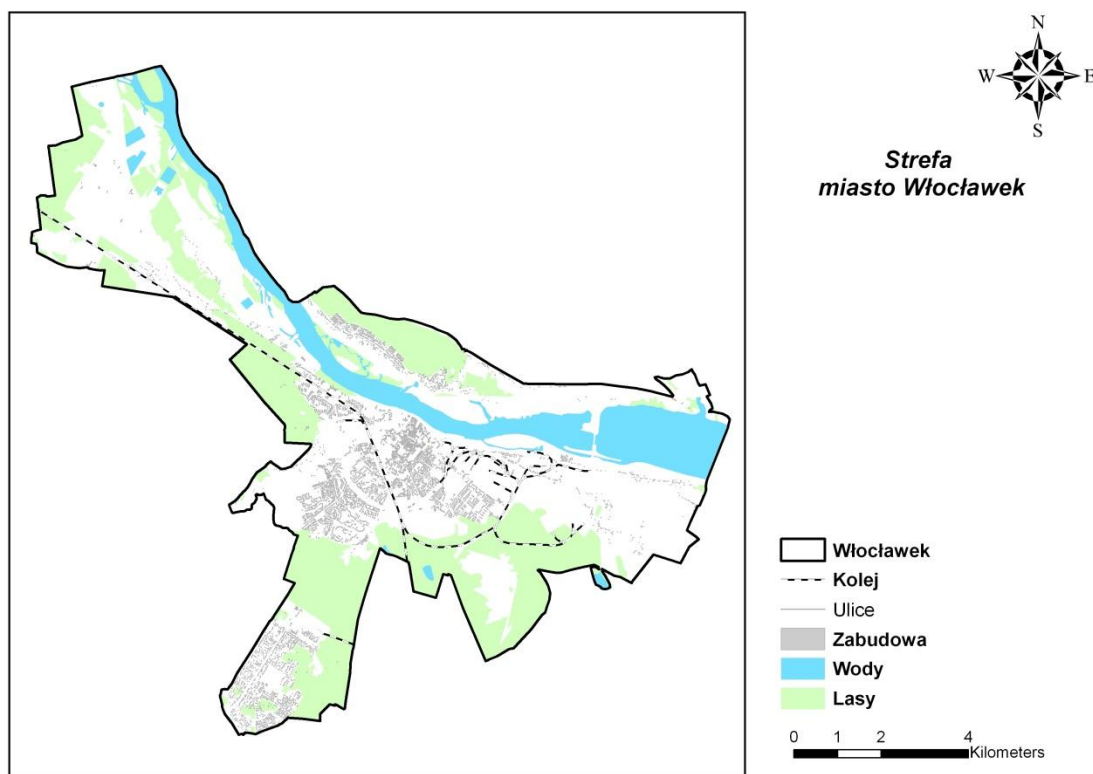 N
W E
S
Strefa
miasto Włocławek
Włocławek
Kolej
Ulice
Zabudowa
Wody
Lasy
0 1 2 4
Kilometers